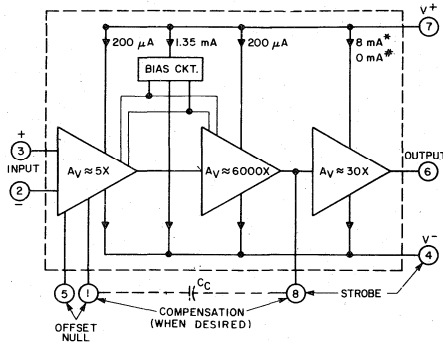 V+
7
200 μA
1.35 mA
200 μA
8 mA*
0 mA*
BIAS CKT.
+
3
INPUT
2
−
AV ≈ 5X
AV ≈ 6000X
AV ≈ 30X
OUTPUT
6
V−
4
CC
5
1
8
STROBE
COMPENSATION
(WHEN DESIRED)
OFFSET
NULL